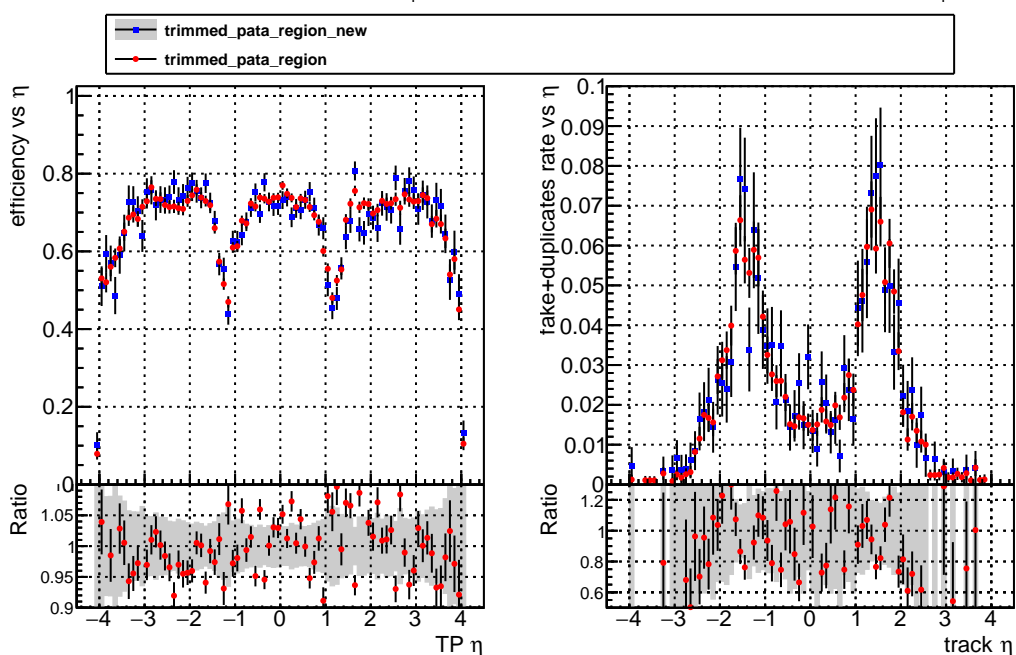 trimmed_pata_region_new
trimmed_pata_region
efficiency vs η
1
0.8
0.6
0.4
0.2
0
Ratio
1.05
1
0.95
0.9
−4 −3 −2 −1 0 1 2 3 4
TP η
fake+duplicates rate vs η
0.1
0.09
0.08
0.07
0.06
0.05
0.04
0.03
0.02
0.01
0
Ratio
1.2
1
0.8
0.6
−4 −3 −2 −1 0 1 2 3 4
track η